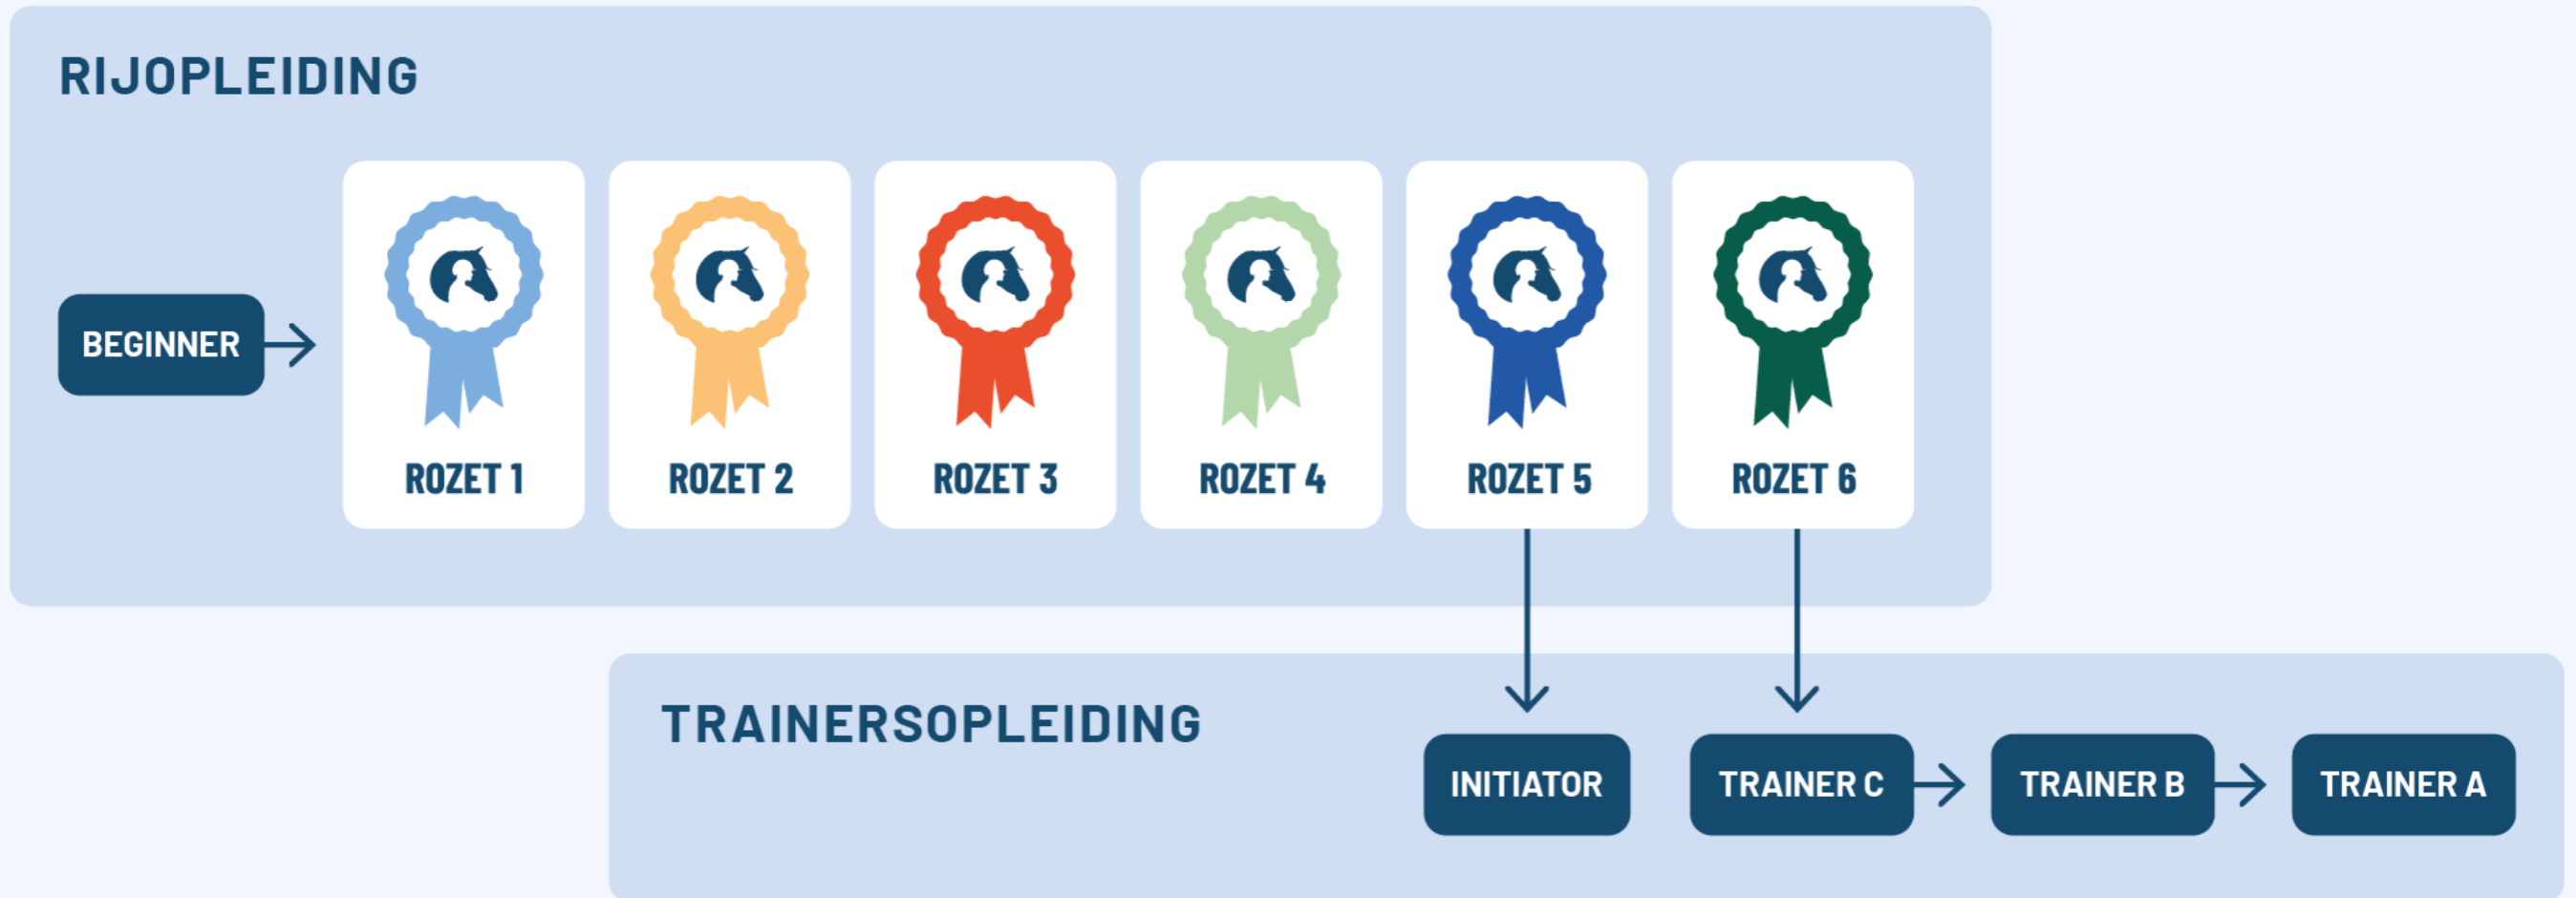 RIJOPLEIDING
BEGINNER
ROZET 1
ROZET 2
ROZET 3
ROZET 4
ROZET 5
ROZET 6
TRAINERSOPLEIDING
INITIATOR
TRAINER C
TRAINER B
TRAINER A